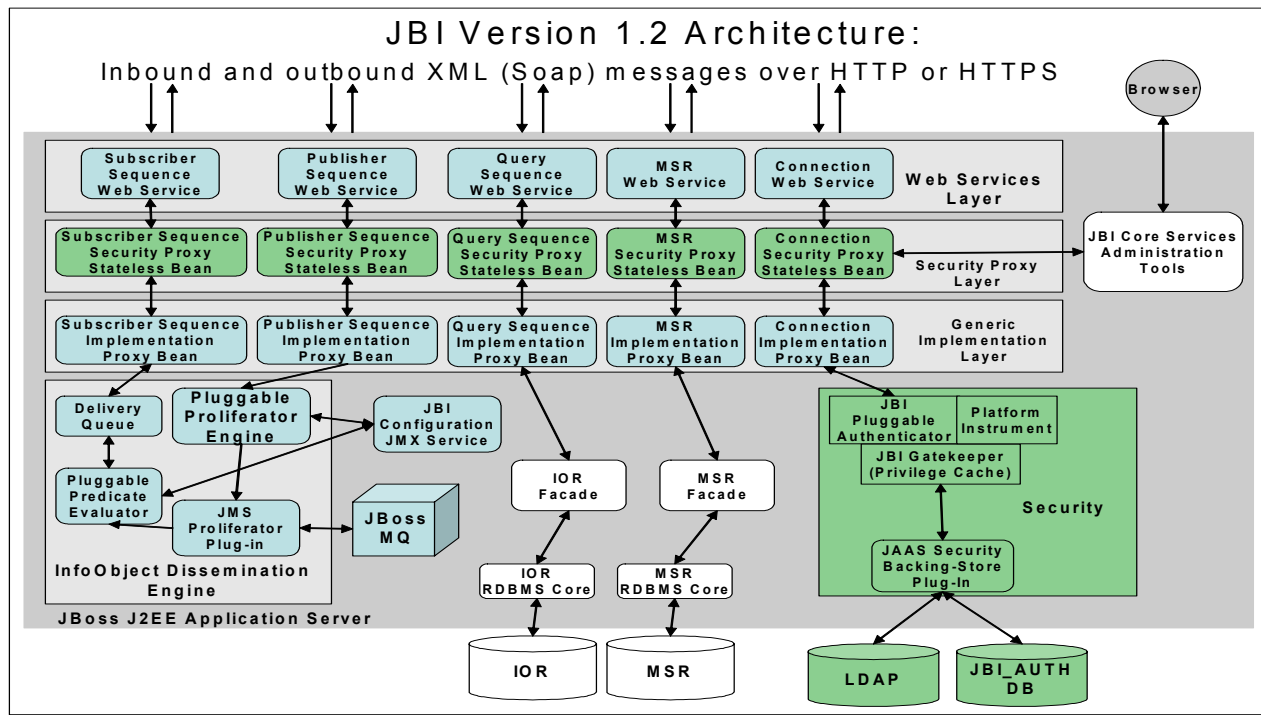 JBI Version 1.2 Architecture:
Inbound and outbound XML (Soap) messages over HTTP or HTTPS
Browser
Subscriber
Sequence
Web Service
Publisher
Sequence
Web Service
Query
Sequence
Web Service
MSR
Web Service
Connection
Web Service
Web Services
Layer
Subscriber Sequence
Security Proxy
Stateless Bean
Publisher Sequence
Security Proxy
Stateless Bean
Query Sequence
Security Proxy
Stateless Bean
MSR
Security Proxy
Stateless Bean
Connection
Security Proxy
Stateless Bean
Security Proxy
Layer
JBI Core Services
Administration
Tools
Subscriber Sequence
Implementation
Proxy Bean
Publisher Sequence
Implementation
Proxy Bean
Query Sequence
Implementation
Proxy Bean
MSR
Implementation
Proxy Bean
Connection
Implementation
Proxy Bean
Generic
Implementation
Layer
Delivery
Queue
Pluggable
Proliferator
Engine
JBI
Configuration
JMX Service
Pluggable
Predicate
Evaluator
JMS
Proliferator
Plug-in
JBoss
MQ
InfoObject Dissemination
Engine
JBoss J2EE Application Server
IOR
Facade
MSR
Facade
IOR
RDBMS Core
MSR
RDBMS Core
IOR
MSR
JBI
Pluggable
Authenticator
Platform
Instrument
JBI Gatekeeper
(Privilege Cache)
Security
JAAS Security
Backing-Store
Plug-In
LDAP
JBI_AUTH
DB